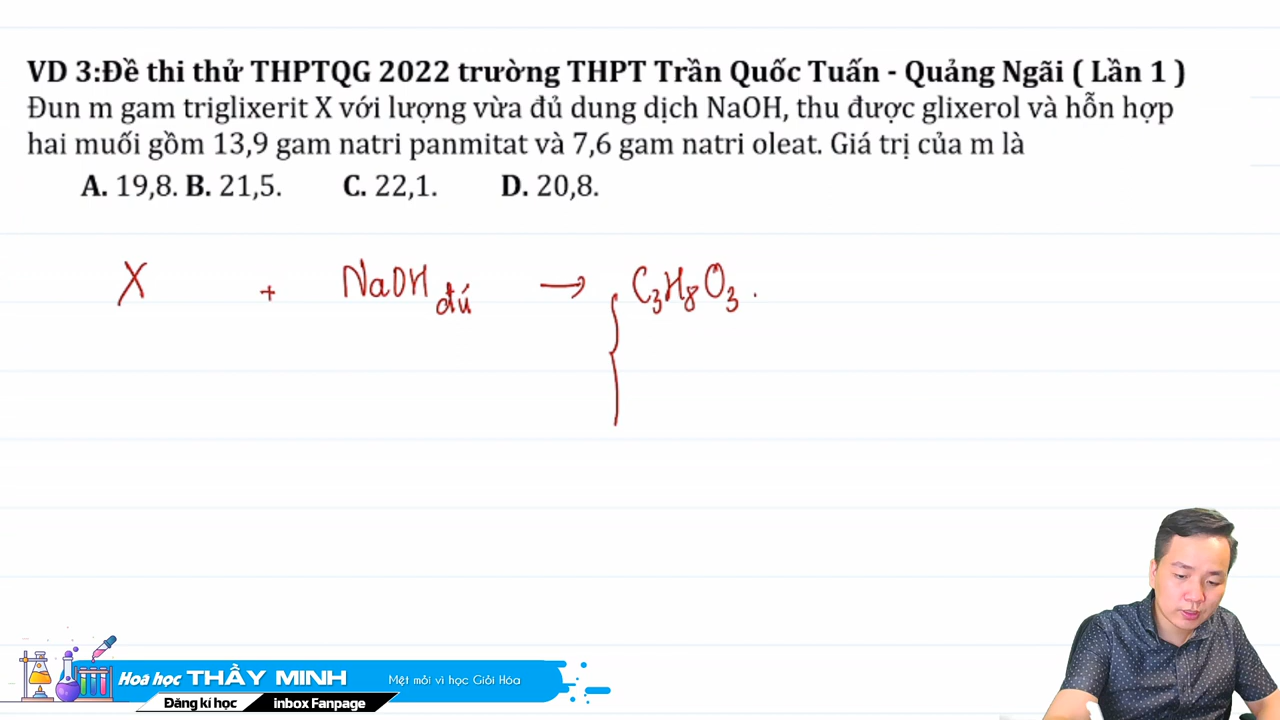 VD 3:Đề thi thử THPTQG 2022 trường THPT Trần Quốc Tuấn - Quảng Ngãi ( Lần 1 )
Đun m gam triglixerit X với lượng vừa đủ dung dịch NaOH, thu được glixerol và hỗn hợp
hai muối gồm 13,9 gam natri panmitat và 7,6 gam natri oleat. Giá trị của m là
A. 19,8. B. 21,5. C. 22,1. D. 20,8.
X + NaOH đủ → { C₃H₈O₃ .
Hoá học THẦY MINH Mệt mỏi vì học Giỏi Hóa
Đăng kí học inbox Fanpage